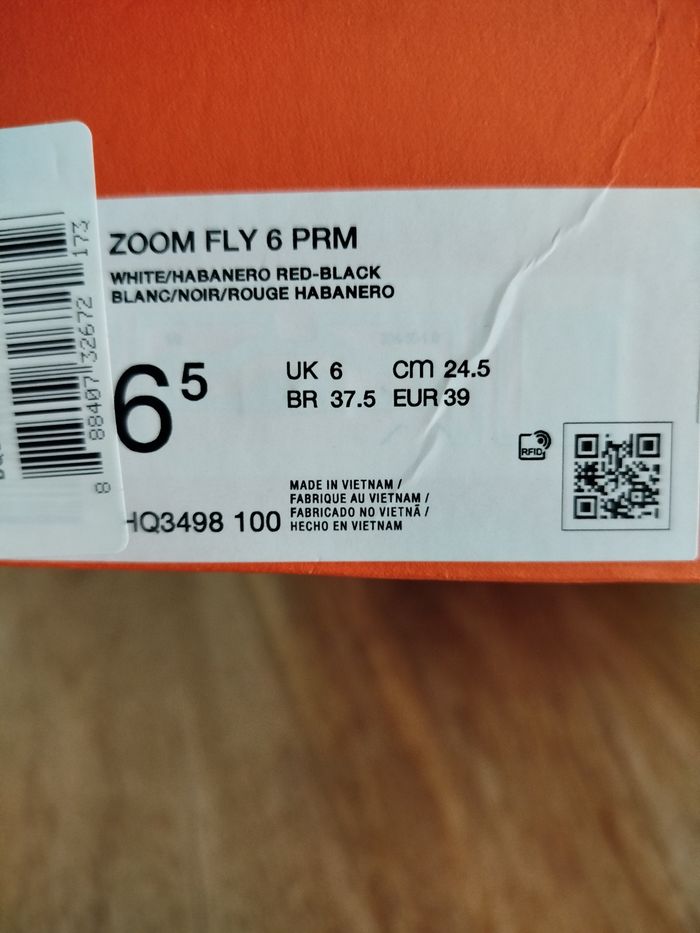 ZOOM FLY 6 PRM
WHITE/HABANERO RED-BLACK
BLANC/NOIR/ROUGE HABANERO
6⁵
UK 6 cm 24.5
BR 37.5 EUR 39
RFID
MADE IN VIETNAM /
FABRIQUE AU VIETNAM /
FABRICADO NO VIETNÃ /
HECHO EN VIETNAM
HQ3498 100
8 88407 32672 173